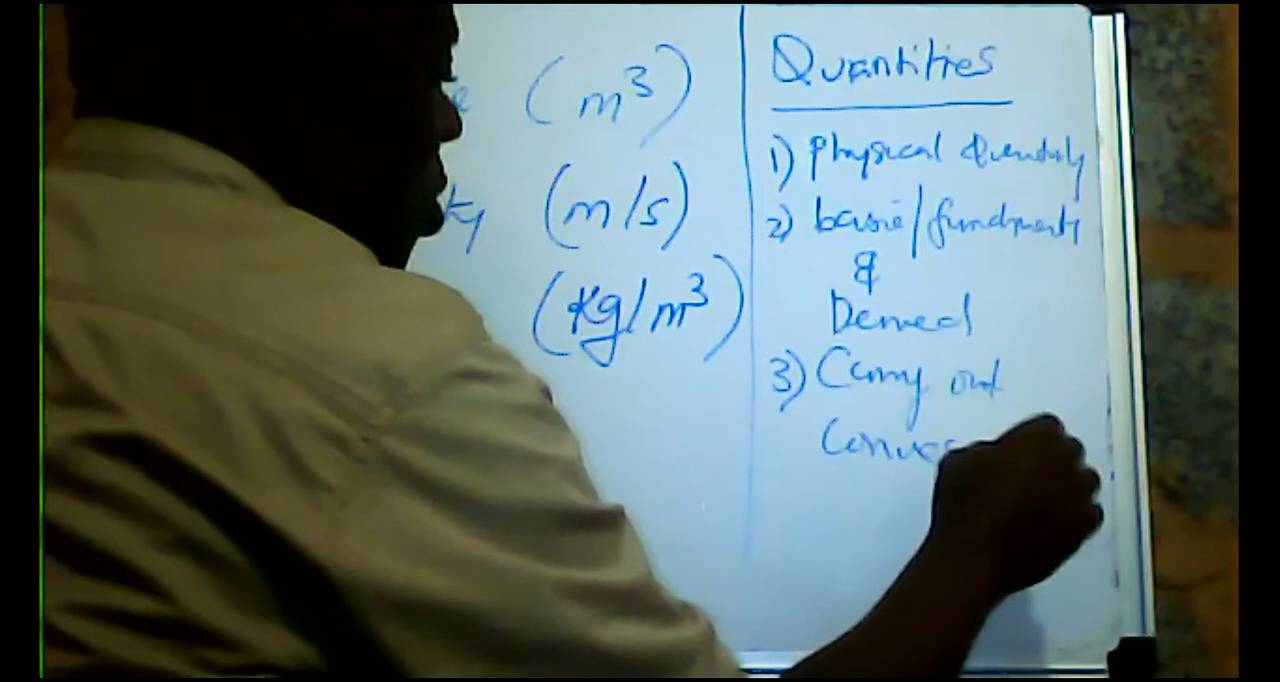 (m³)
(m/s)
(Kg/m³)
Quantities
1) Physical Quantity
2) basic/fundamental
&
Derived
3) Carry out